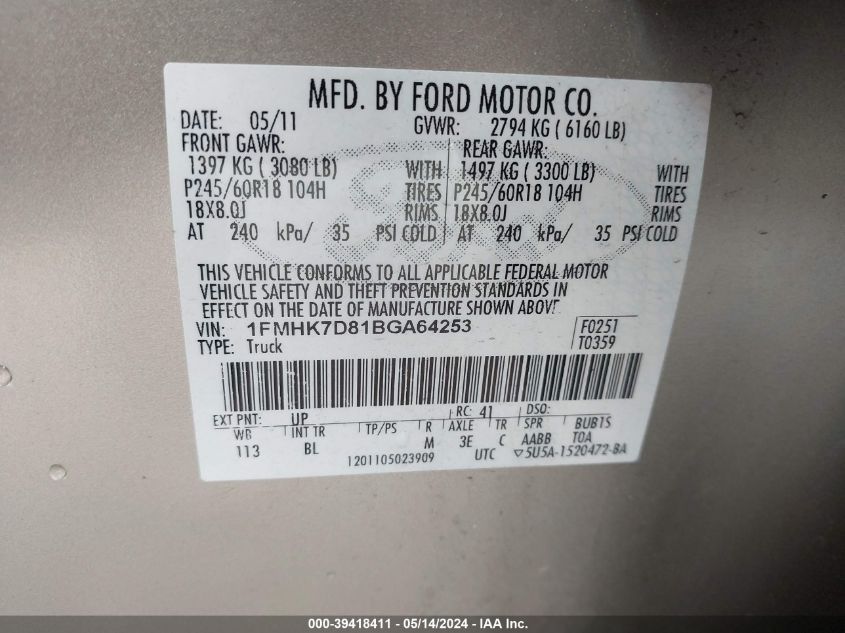 MFD. BY FORD MOTOR CO.
DATE: 05/11 GVWR: 2794 KG ( 6160 LB)
FRONT GAWR: REAR GAWR:
1397 KG ( 3080 LB) WITH 1497 KG ( 3300 LB) WITH
P245/60R18 104H TIRES P245/60R18 104H TIRES
18X8.0J RIMS 18X8.0J RIMS
AT 240 kPa/ 35 PSI COLD AT 240 kPa/ 35 PSI COLD
THIS VEHICLE CONFORMS TO ALL APPLICABLE FEDERAL MOTOR
VEHICLE SAFETY AND THEFT PREVENTION STANDARDS IN
EFFECT ON THE DATE OF MANUFACTURE SHOWN ABOVE.
VIN: 1FMHK7D81BGA64253 F0251
TYPE: Truck T0359
EXT PNT: UP RC: 41 DSO:
WB INT TR TP/PS R AXLE TR SPR BUB1S
113 BL M 3E C AABB TOA
1201105023909 UTC ▽5U5A-1520472-BA
000-39418411 - 05/14/2024 - IAA Inc.